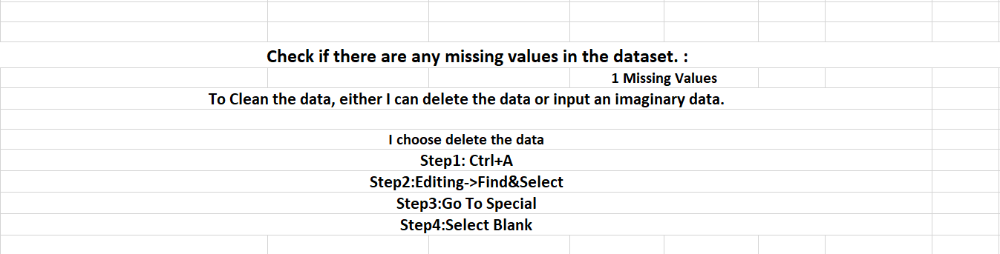 Check if there are any missing values in the dataset. :
1 Missing Values
To Clean the data, either I can delete the data or input an imaginary data.
I choose delete the data
Step1: Ctrl+A
Step2:Editing->Find&Select
Step3:Go To Special
Step4:Select Blank